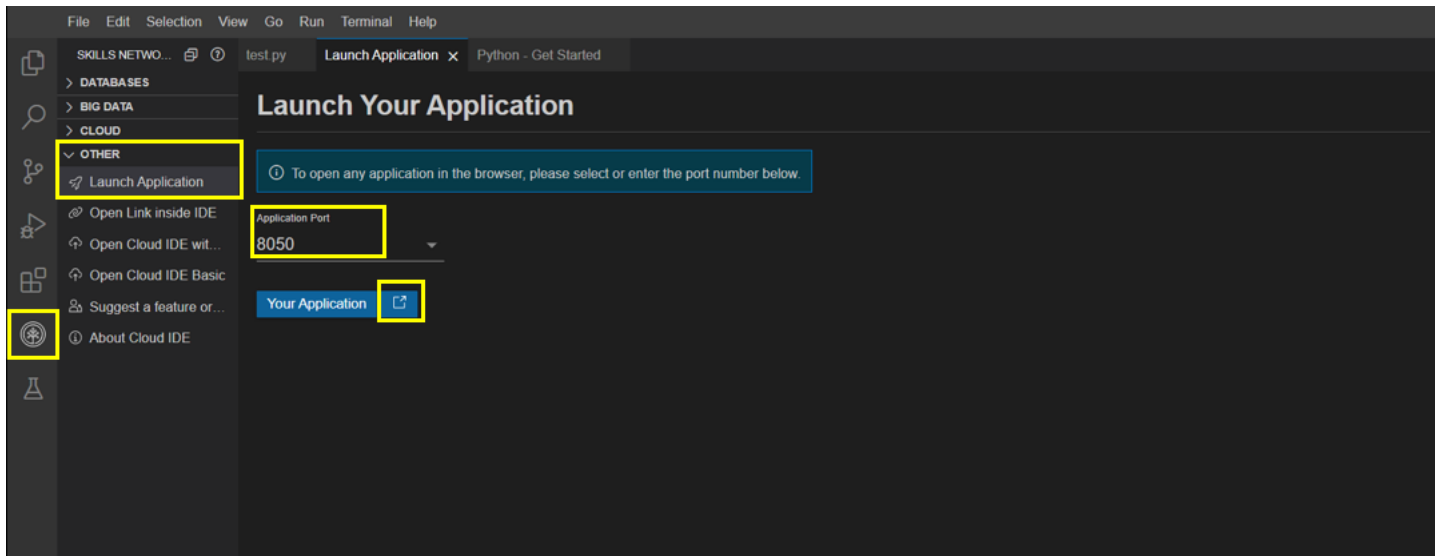 File Edit Selection View Go Run Terminal Help
SKILLS NETWO...
test.py Launch Application Python - Get Started
DATABASES
BIG DATA
CLOUD
OTHER
Launch Application
Open Link inside IDE
Open Cloud IDE wit...
Open Cloud IDE Basic
Suggest a feature or...
About Cloud IDE
Launch Your Application
To open any application in the browser, please select or enter the port number below.
Application Port
8050
Your Application